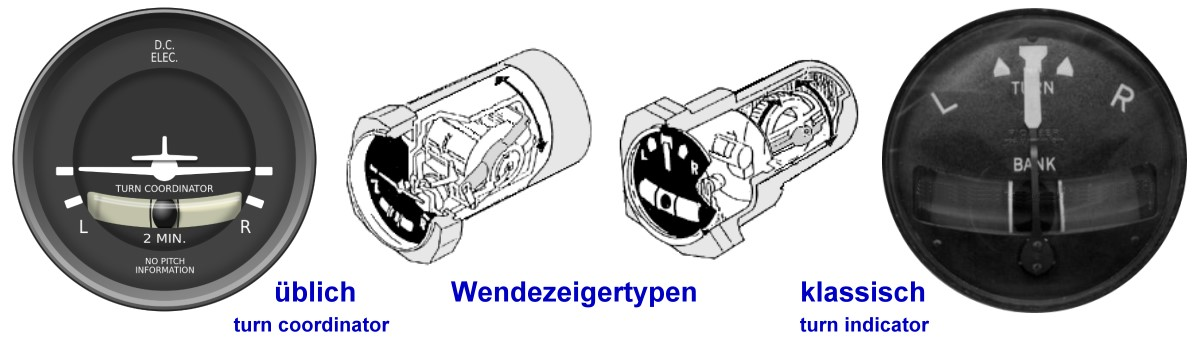 D.C.
ELEC.
TURN COORDINATOR
L R
2 MIN.
NO PITCH
INFORMATION
L R
TURN
L R
BANK
üblich Wendezeigertypen klassisch
turn coordinator turn indicator